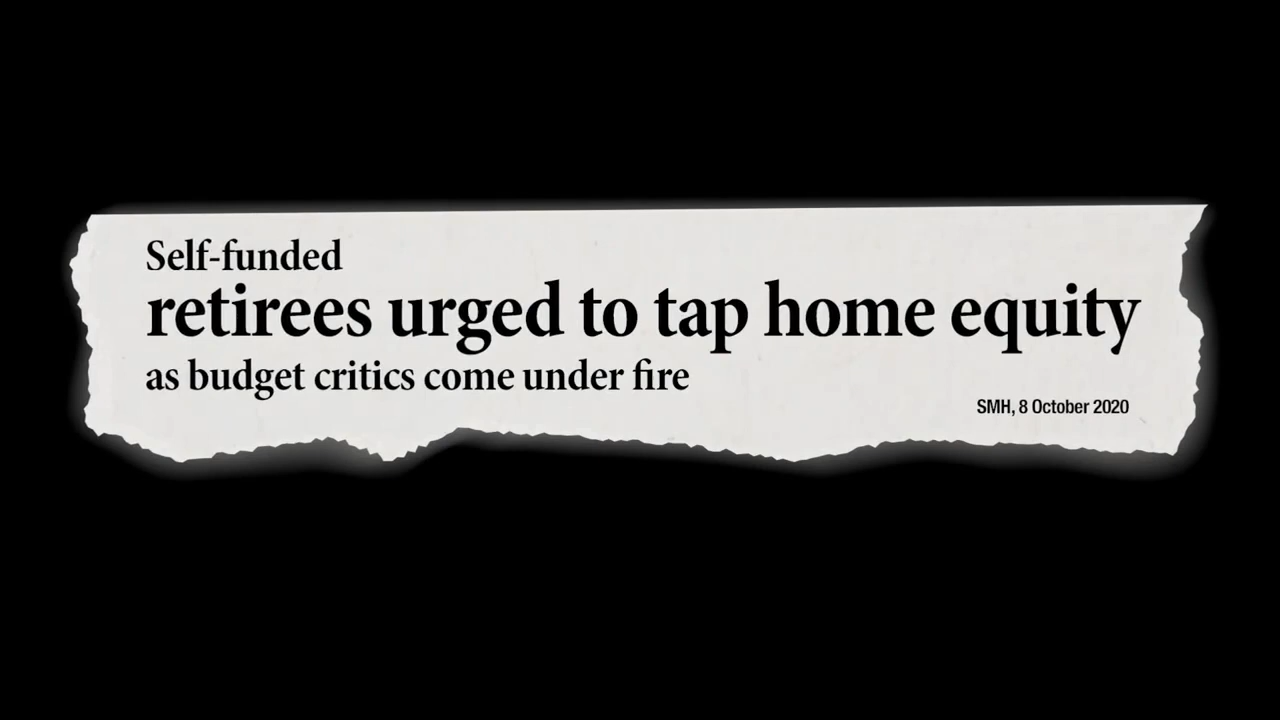 Self-funded
retirees urged to tap home equity
as budget critics come under fire
SMH, 8 October 2020